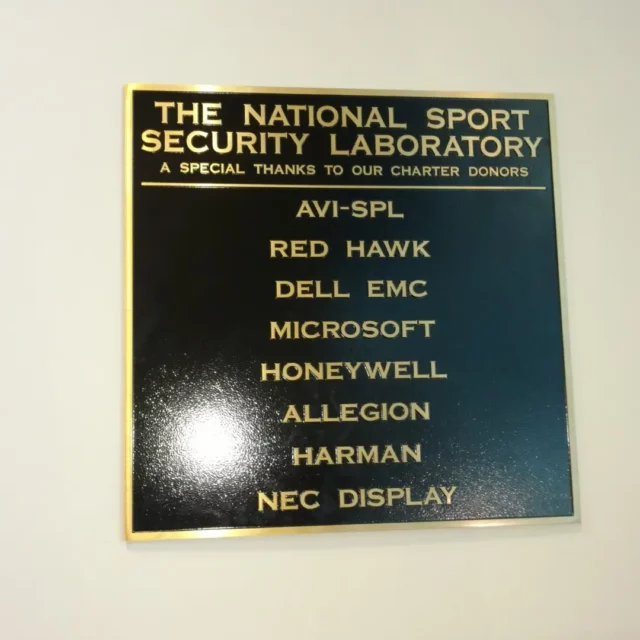 THE NATIONAL SPORT
SECURITY LABORATORY
A SPECIAL THANKS TO OUR CHARTER DONORS
AVI-SPL
RED HAWK
DELL EMC
MICROSOFT
HONEYWELL
ALLEGION
HARMAN
NEC DISPLAY